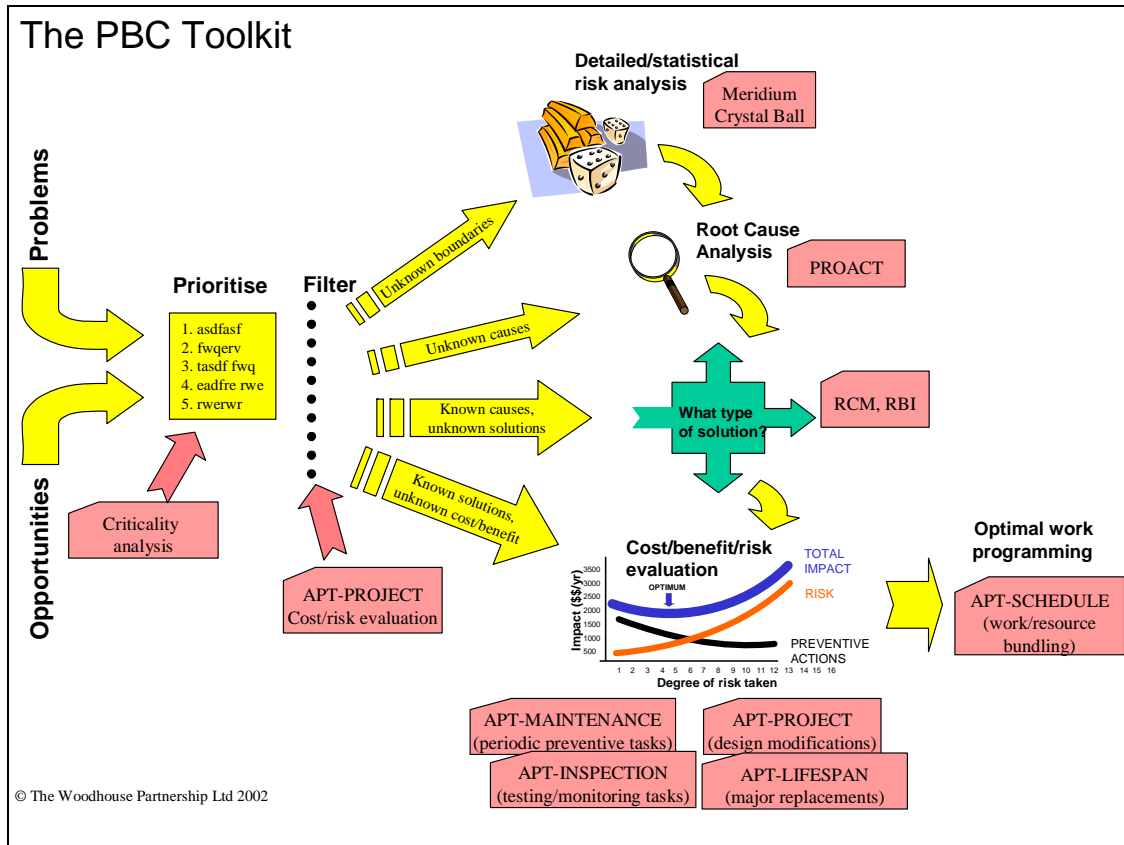 The PBC Toolkit
Detailed/statistical
risk analysis
Meridium
Crystal Ball
Problems
Opportunities
Prioritise
1. asdfasf
2. fwqerv
3. tasdf fwq
4. eadfre rwe
5. rwerwr
Criticality
analysis
Filter
APT-PROJECT
Cost/risk evaluation
Unknown boundaries
Unknown causes
Known causes,
unknown solutions
Known solutions,
unknown cost/benefit
Root Cause
Analysis
PROACT
What type
of solution?
RCM, RBI
Cost/benefit/risk
evaluation
TOTAL
IMPACT
OPTIMUM
RISK
PREVENTIVE
ACTIONS
Impact ($$/yr)
3500
3000
2500
2000
1500
1000
500
1 2 3 4 5 6 7 8 9 10 11 12 13 14 15 16
Degree of risk taken
Optimal work
programming
APT-SCHEDULE
(work/resource
bundling)
APT-MAINTENANCE
(periodic preventive tasks)
APT-PROJECT
(design modifications)
APT-INSPECTION
(testing/monitoring tasks)
APT-LIFESPAN
(major replacements)
© The Woodhouse Partnership Ltd 2002